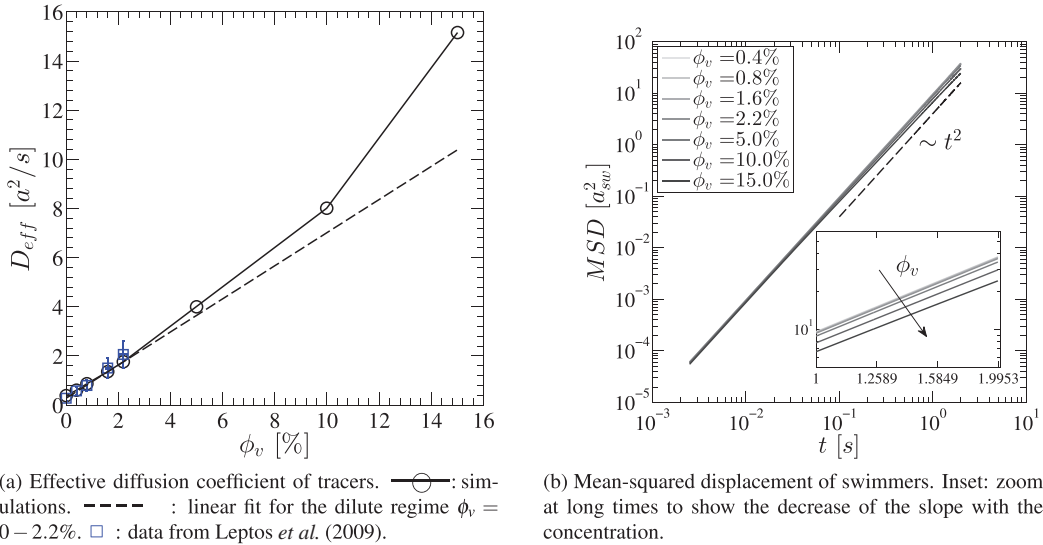 16
14
12
10
8
6
4
2
0
D_eff [a²/s]
0 2 4 6 8 10 12 14 16
ϕ_v [%]
(a) Effective diffusion coefficient of tracers. : sim-
ulations. : linear fit for the dilute regime ϕ_v =
0 – 2.2%. : data from Leptos et al. (2009).
10²
10¹
10⁰
10⁻¹
10⁻²
10⁻³
10⁻⁴
10⁻⁵
MSD [a²_sw]
ϕ_v =0.4%
ϕ_v =0.8%
ϕ_v =1.6%
ϕ_v =2.2%
ϕ_v =5.0%
ϕ_v =10.0%
ϕ_v =15.0%
∼ t²
ϕ_v
10¹
1 1.2589 1.5849 1.9953
10⁻³ 10⁻² 10⁻¹ 10⁰ 10¹
t [s]
(b) Mean-squared displacement of swimmers. Inset: zoom
at long times to show the decrease of the slope with the
concentration.